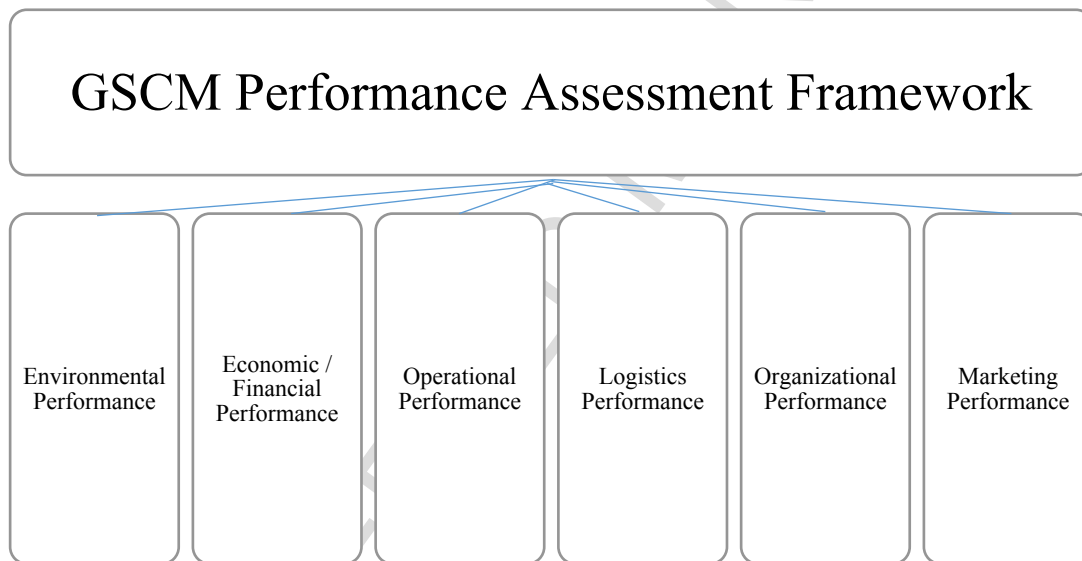 GSCM Performance Assessment Framework
Environmental
Performance
Economic /
Financial
Performance
Operational
Performance
Logistics
Performance
Organizational
Performance
Marketing
Performance